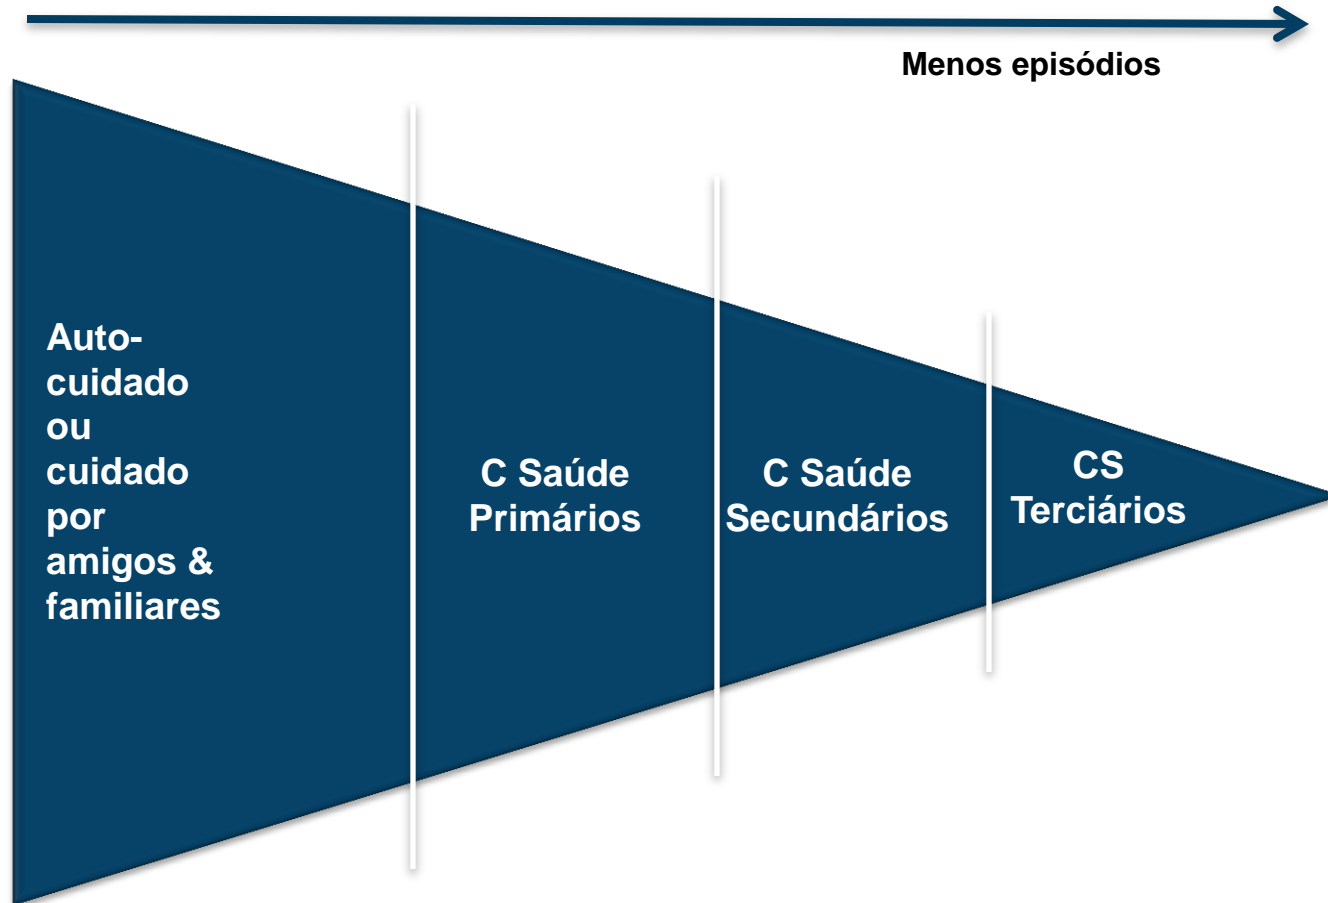 Menos episódios
Auto-
cuidado
ou
cuidado
por
amigos &
familiares
C Saúde
Primários
C Saúde
Secundários
CS
Terciários